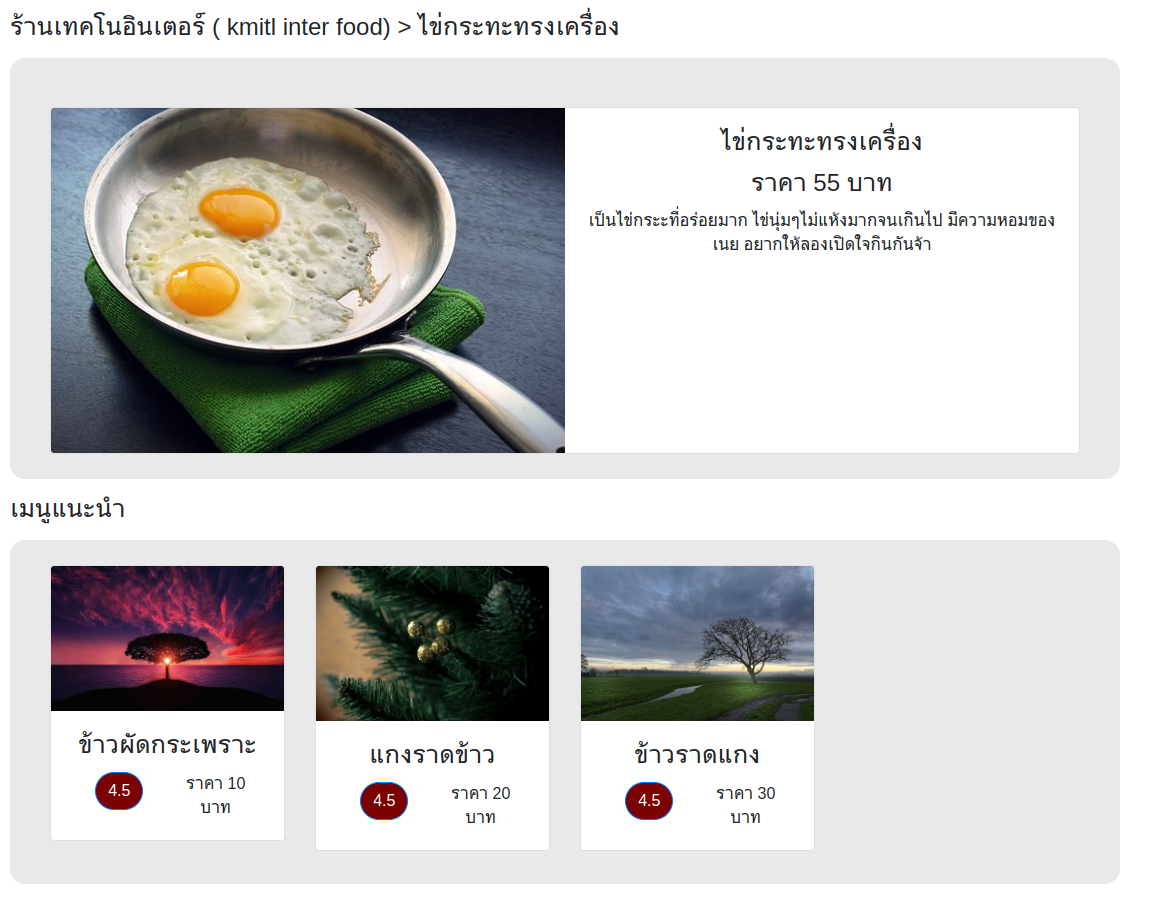 ร้านเทคโนอินเตอร์ ( kmitl inter food) > ไข่กระทะทรงเครื่อง
ไข่กระทะทรงเครื่อง
ราคา 55 บาท
เป็นไข่กระะที่อร่อยมาก ไข่นุ่มๆไม่แห้งมากจนเกินไป มีความหอมของ
เนย อยากให้ลองเปิดใจกินกันจ้า
เมนูแนะนำ
ข้าวผัดกระเพราะ
4.5
ราคา 10
บาท
แกงราดข้าว
4.5
ราคา 20
บาท
ข้าวราดแกง
4.5
ราคา 30
บาท